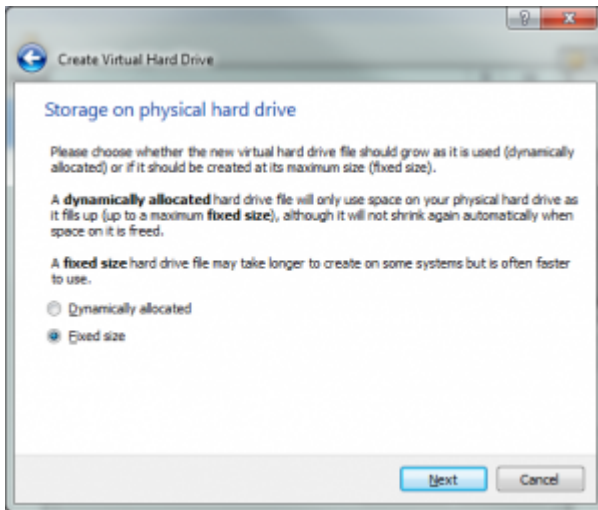 Create Virtual Hard Drive
Storage on physical hard drive
Please choose whether the new virtual hard drive file should grow as it is used (dynamically
allocated) or if it should be created at its maximum size (fixed size).
A dynamically allocated hard drive file will only use space on your physical hard drive as
it fills up (up to a maximum fixed size), although it will not shrink again automatically when
space on it is freed.
A fixed size hard drive file may take longer to create on some systems but is often faster
to use.
Dynamically allocated
Fixed size
Next Cancel